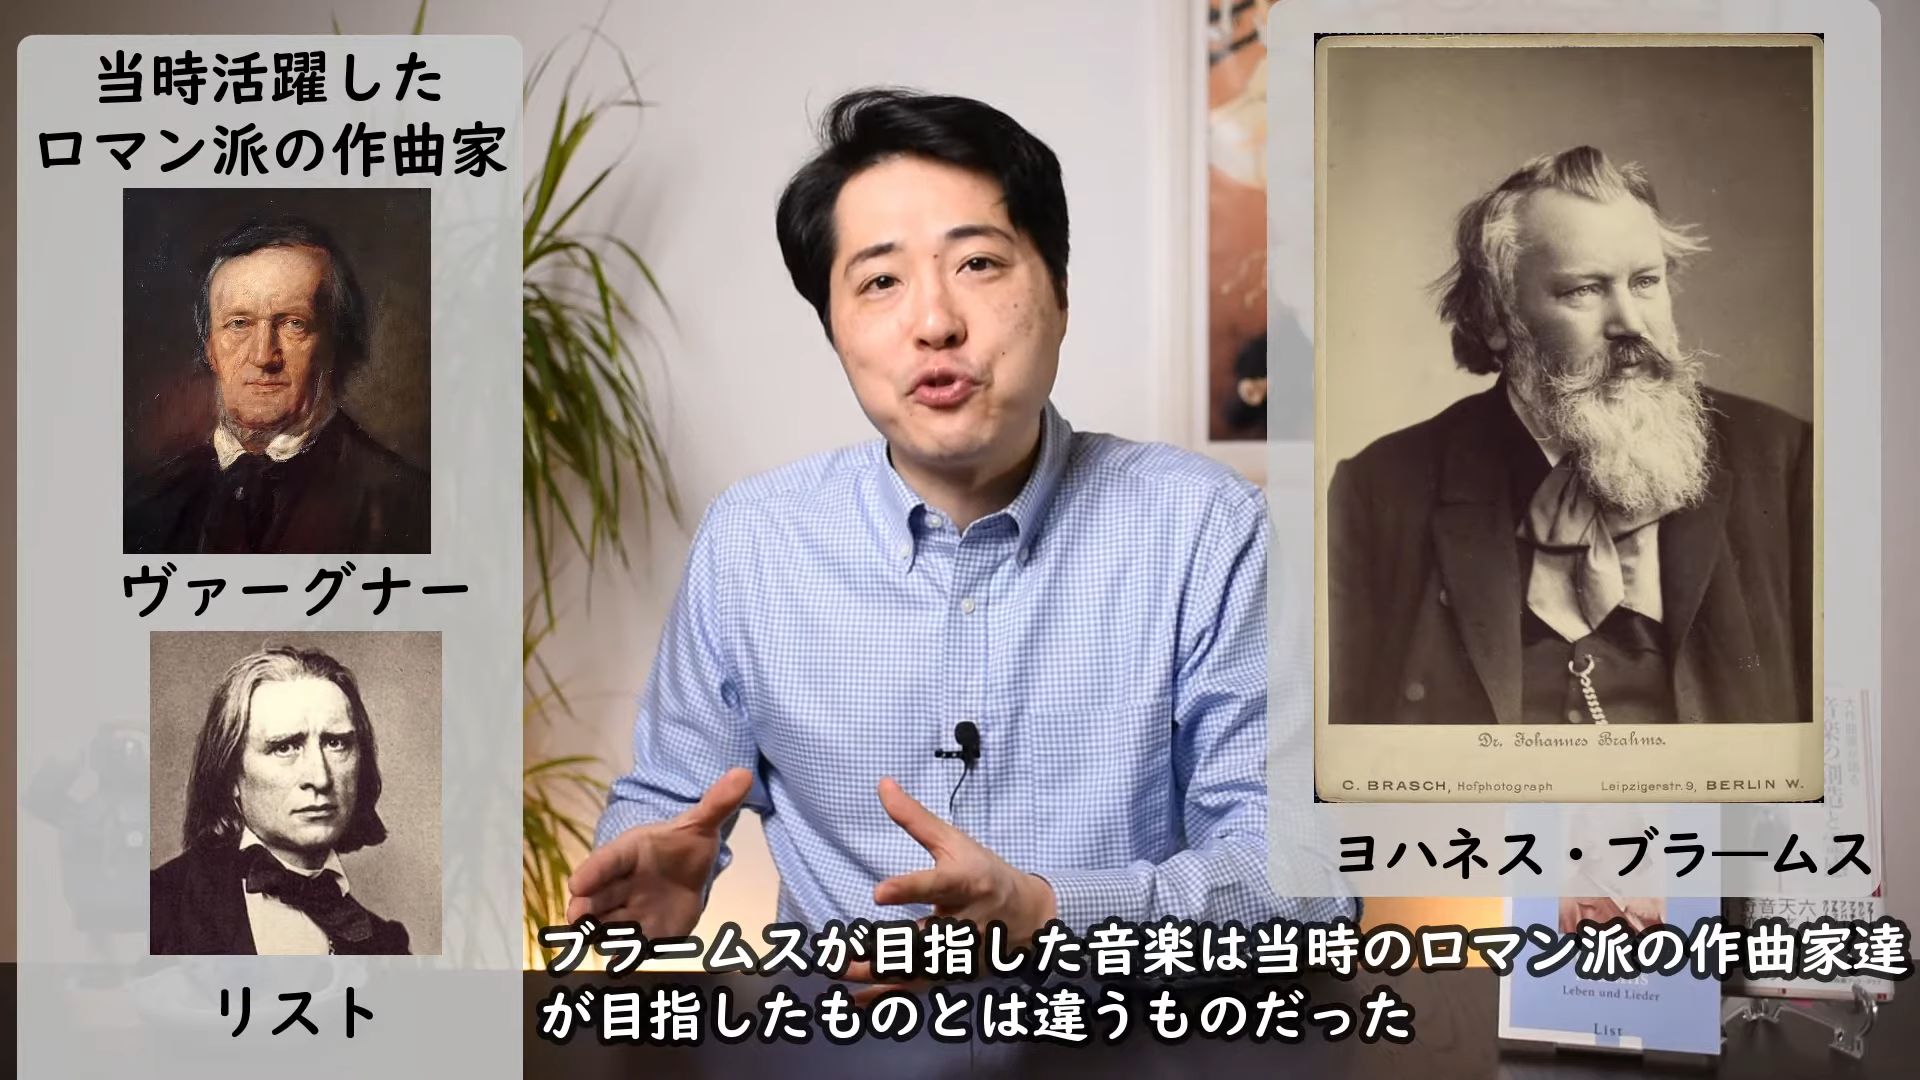 当時活躍した
ロマン派の作曲家
ヴァーグナー
リスト
Dr. Johannes Brahms.
C. BRASCH, Hofphotograph Leipzigerstr. 9, BERLIN W.
ヨハネス・ブラームス
ブラームスが目指した音楽は当時のロマン派の作曲家達
が目指したものとは違うものだった
Leben und Lieder
List